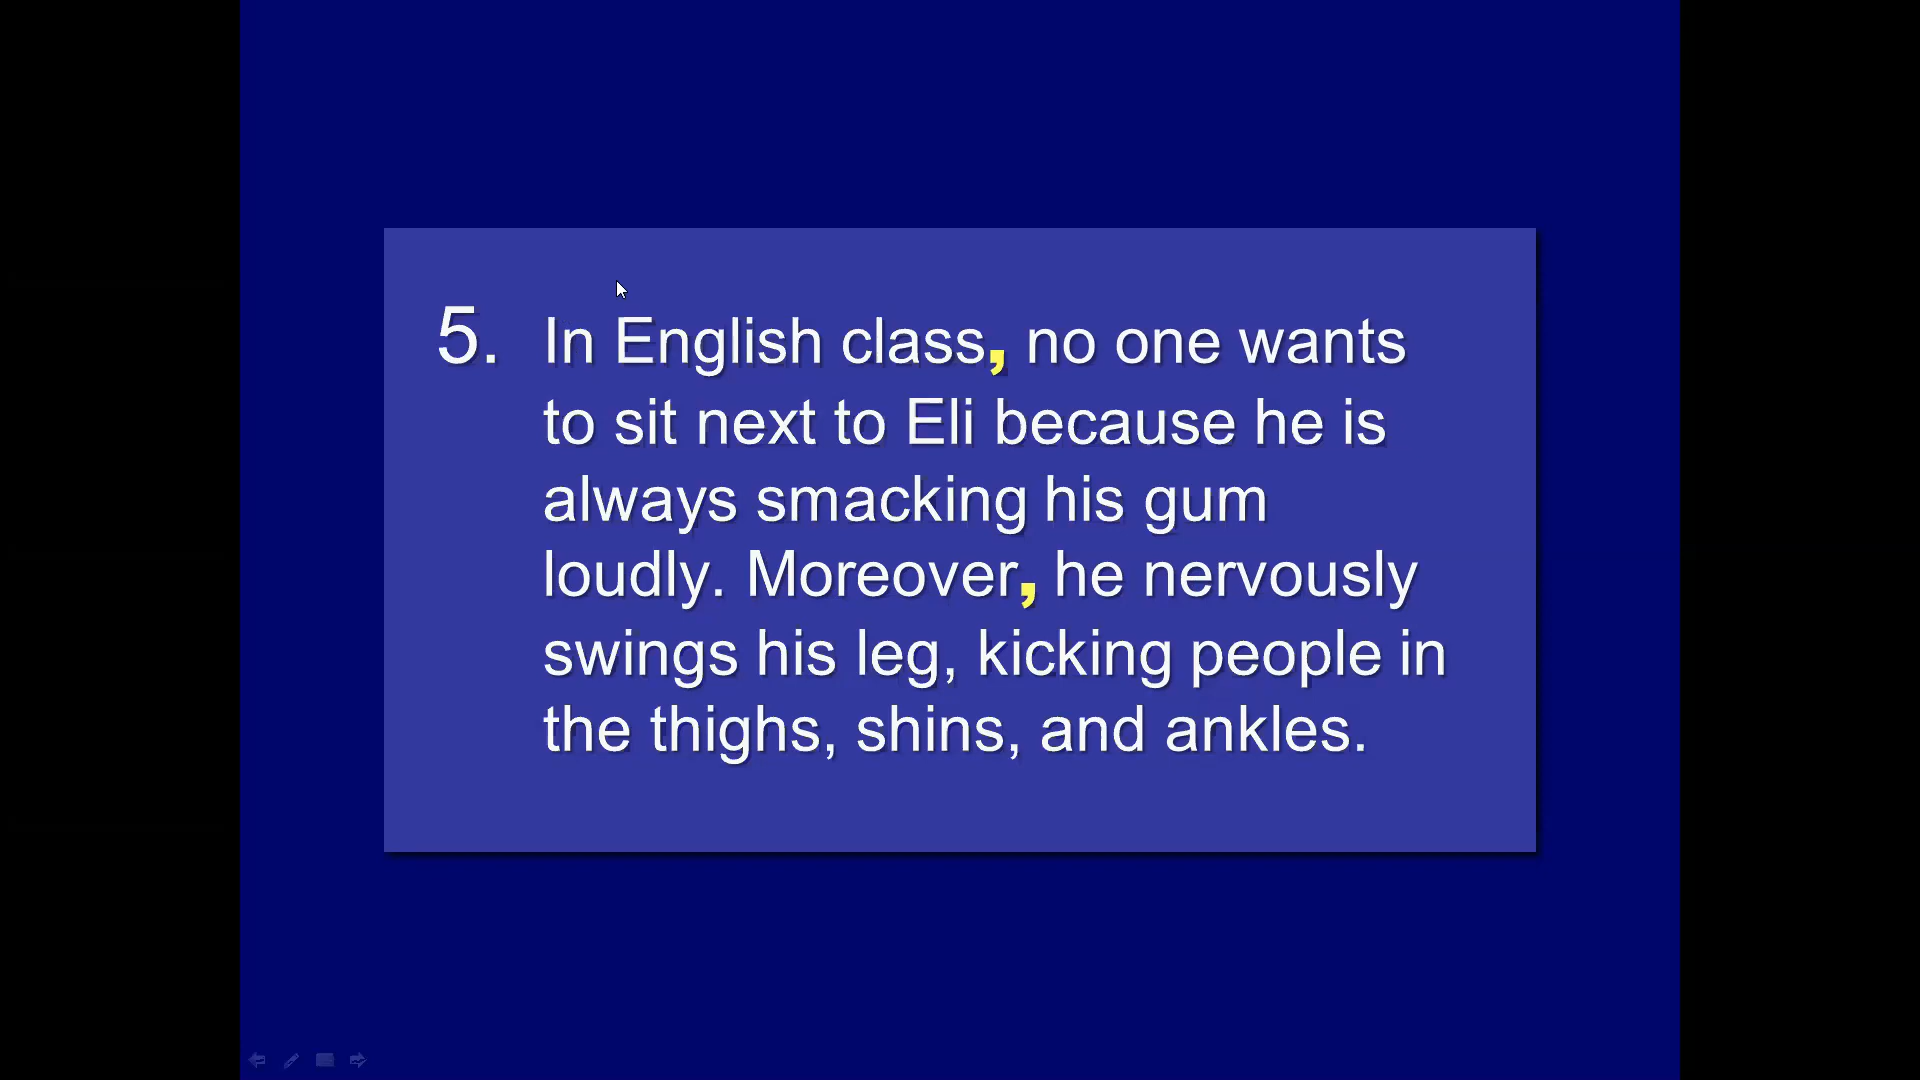 5. In English class, no one wants
to sit next to Eli because he is
always smacking his gum
loudly. Moreover, he nervously
swings his leg, kicking people in
the thighs, shins, and ankles.